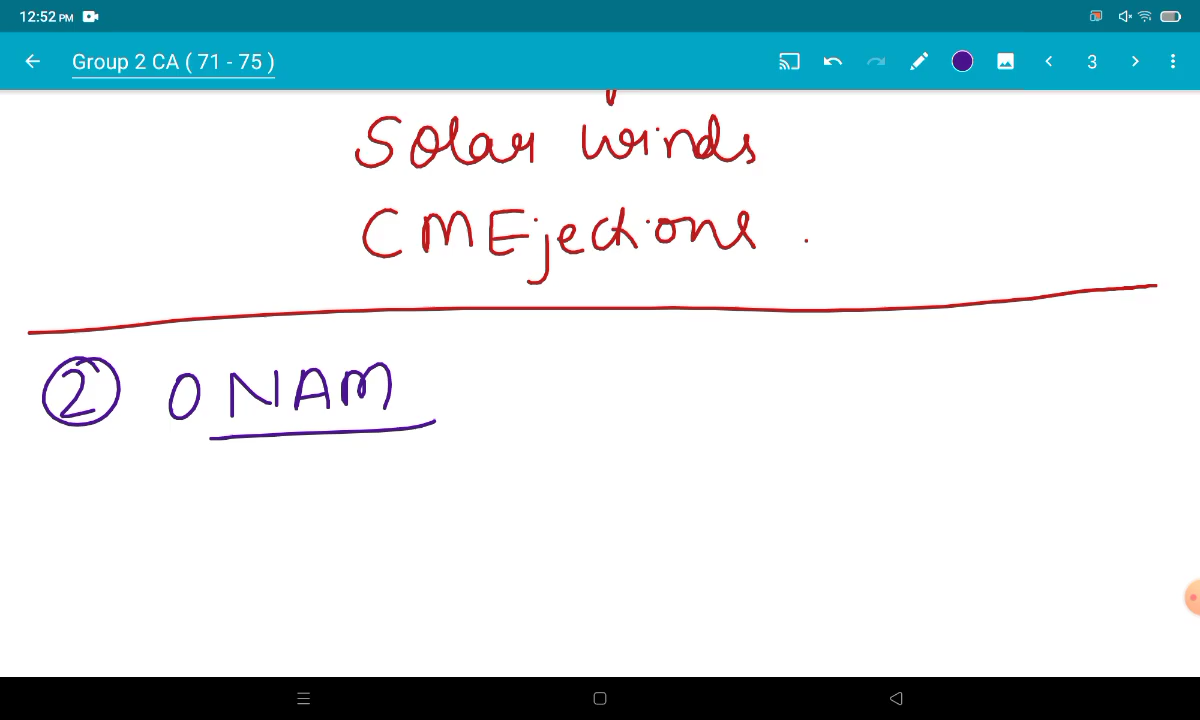 12:52 PM
Group 2 CA ( 71 - 75 )
3
Solar winds
CMEjections .
2 ONAM